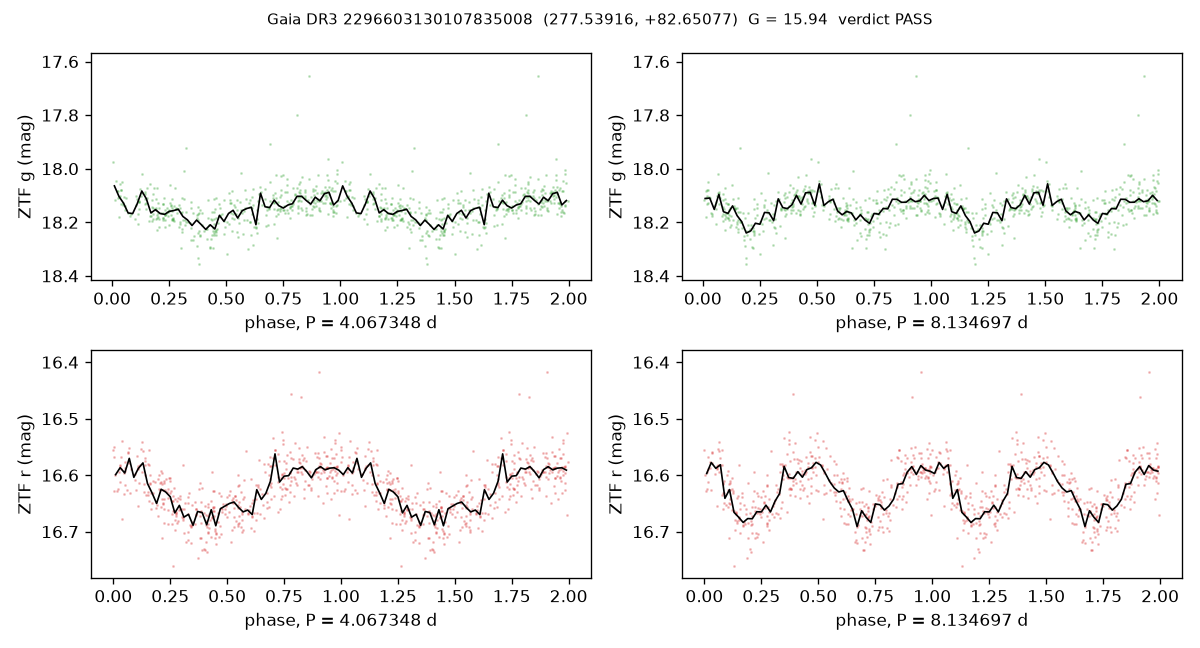 Gaia DR3 2296603130107835008  (277.53916, +82.65077)  G = 15.94  verdict PASS
17.6
17.8
18.0
18.2
18.4
ZTF g (mag)
0.00 0.25 0.50 0.75 1.00 1.25 1.50 1.75 2.00
phase, P = 4.067348 d
17.6
17.8
18.0
18.2
18.4
ZTF g (mag)
0.00 0.25 0.50 0.75 1.00 1.25 1.50 1.75 2.00
phase, P = 8.134697 d
16.4
16.5
16.6
16.7
ZTF r (mag)
0.00 0.25 0.50 0.75 1.00 1.25 1.50 1.75 2.00
phase, P = 4.067348 d
16.4
16.5
16.6
16.7
ZTF r (mag)
0.00 0.25 0.50 0.75 1.00 1.25 1.50 1.75 2.00
phase, P = 8.134697 d